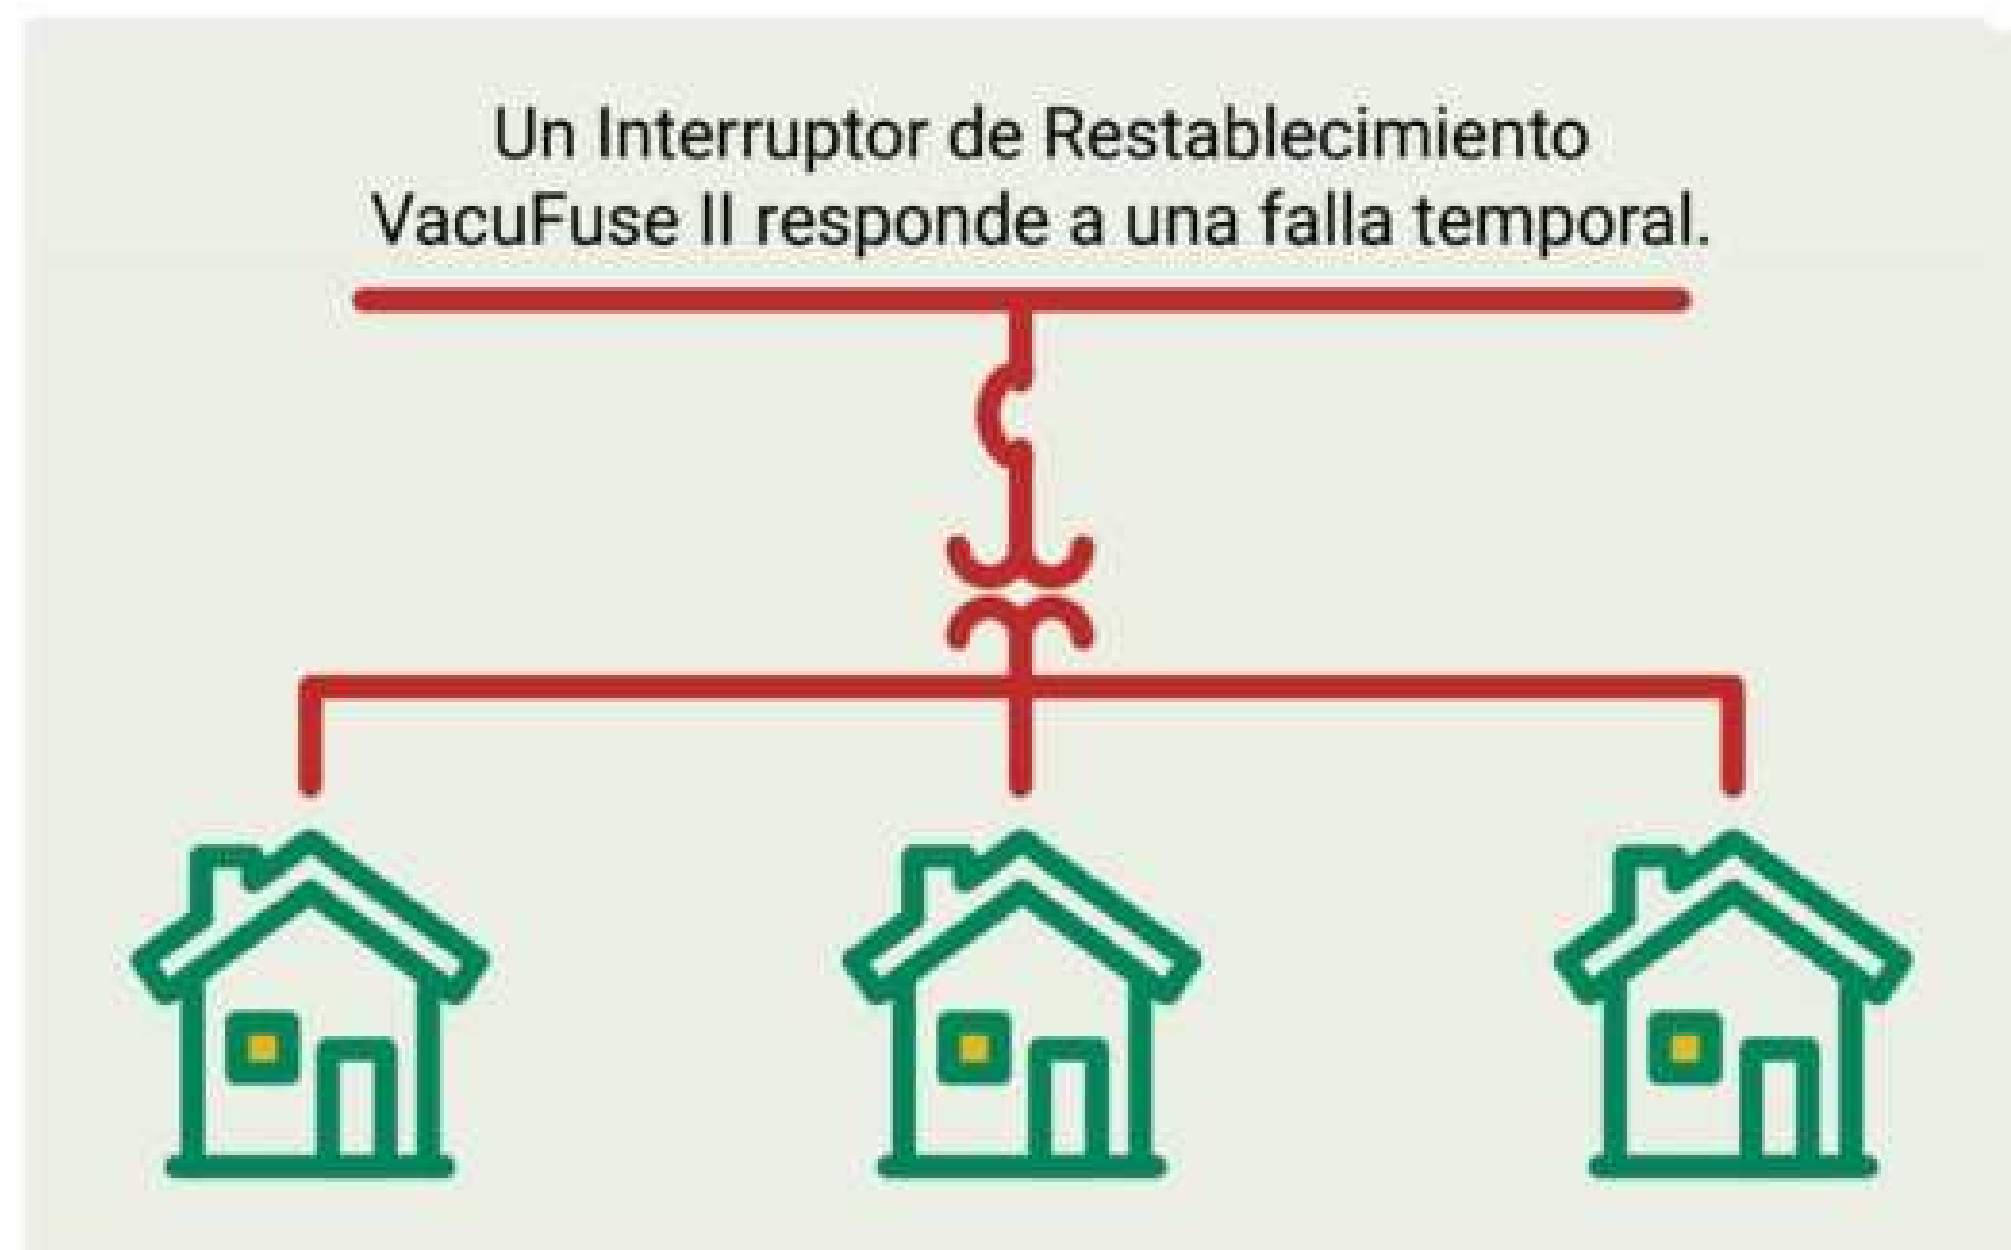 Un Interruptor de Restablecimiento
VacuFuse II responde a una falla temporal.